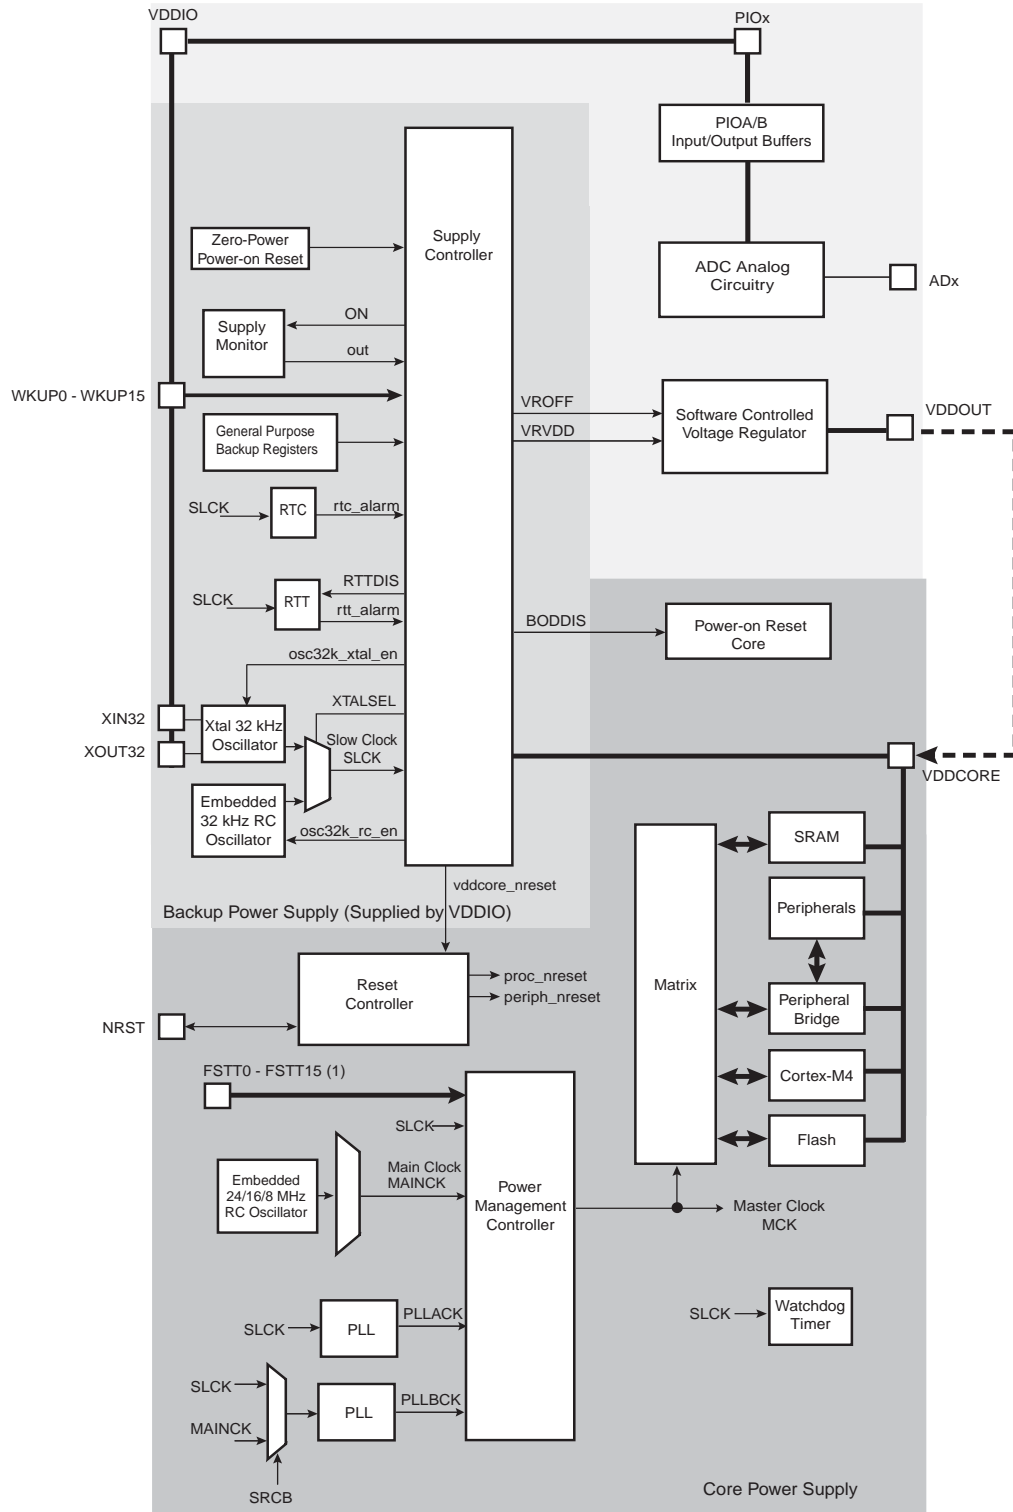 VDDIO
PIOx
PIOA/B
Input/Output Buffers
Supply
Controller
Zero-Power
Power-on Reset
ADC Analog
Circuitry
ADx
ON
Supply
Monitor
out
WKUP0 - WKUP15
VROFF
VRVDD
Software Controlled
Voltage Regulator
VDDOUT
General Purpose
Backup Registers
SLCK
RTC
rtc_alarm
RTTDIS
SLCK
RTT
rtt_alarm
BODDIS
Power-on Reset
Core
osc32k_xtal_en
XTALSEL
XIN32
XOUT32
Xtal 32 kHz
Oscillator
Slow Clock
SLCK
VDDCORE
Embedded
32 kHz RC
Oscillator
osc32k_rc_en
SRAM
vddcore_nreset
Backup Power Supply (Supplied by VDDIO)
Peripherals
proc_nreset
periph_nreset
Reset
Controller
Matrix
Peripheral
Bridge
NRST
FSTT0 - FSTT15 (1)
Cortex-M4
SLCK
Flash
Embedded
24/16/8 MHz
RC Oscillator
Main Clock
MAINCK
Power
Management
Controller
Master Clock
MCK
SLCK
PLL
PLLACK
SLCK
Watchdog
Timer
SLCK
MAINCK
PLL
PLLBCK
SRCB
Core Power Supply